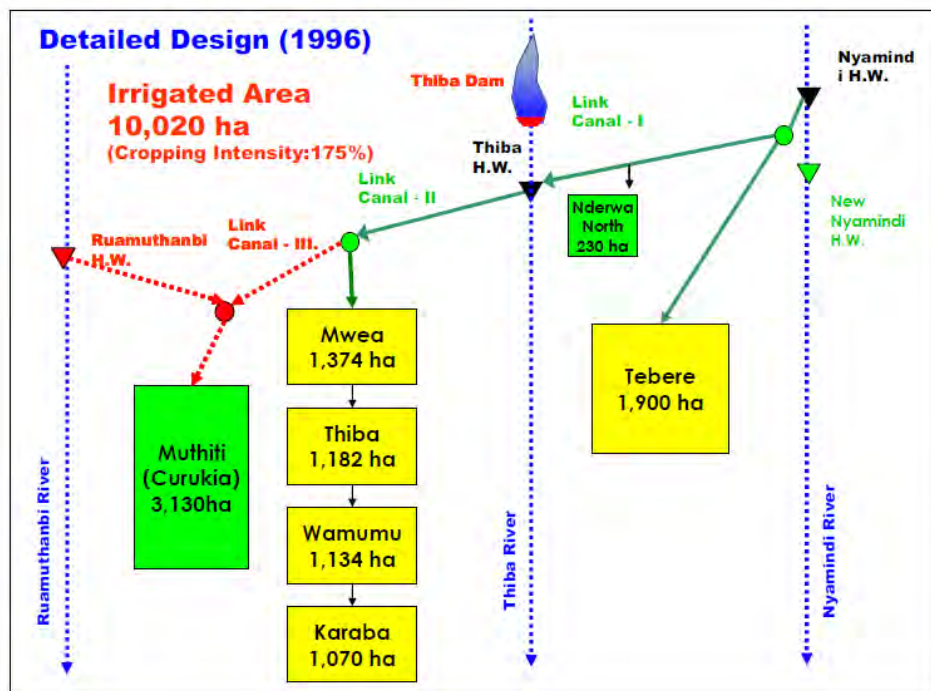 Detailed Design (1996)
Irrigated Area
10,020 ha
(Cropping Intensity:175%)
Thiba Dam
Link
Canal - I
Nyamind
i H.W.
Thiba
H.W.
Link
Canal - II
Nderwa
North
230 ha
New
Nyamindi
H.W.
Ruamuthanbi
H.W.
Link
Canal - III.
Mwea
1,374 ha
Tebere
1,900 ha
Muthiti
(Curukia)
3,130ha
Thiba
1,182 ha
Wamumu
1,134 ha
Karaba
1,070 ha
Ruamuthanbi River
Thiba River
Nyamindi River